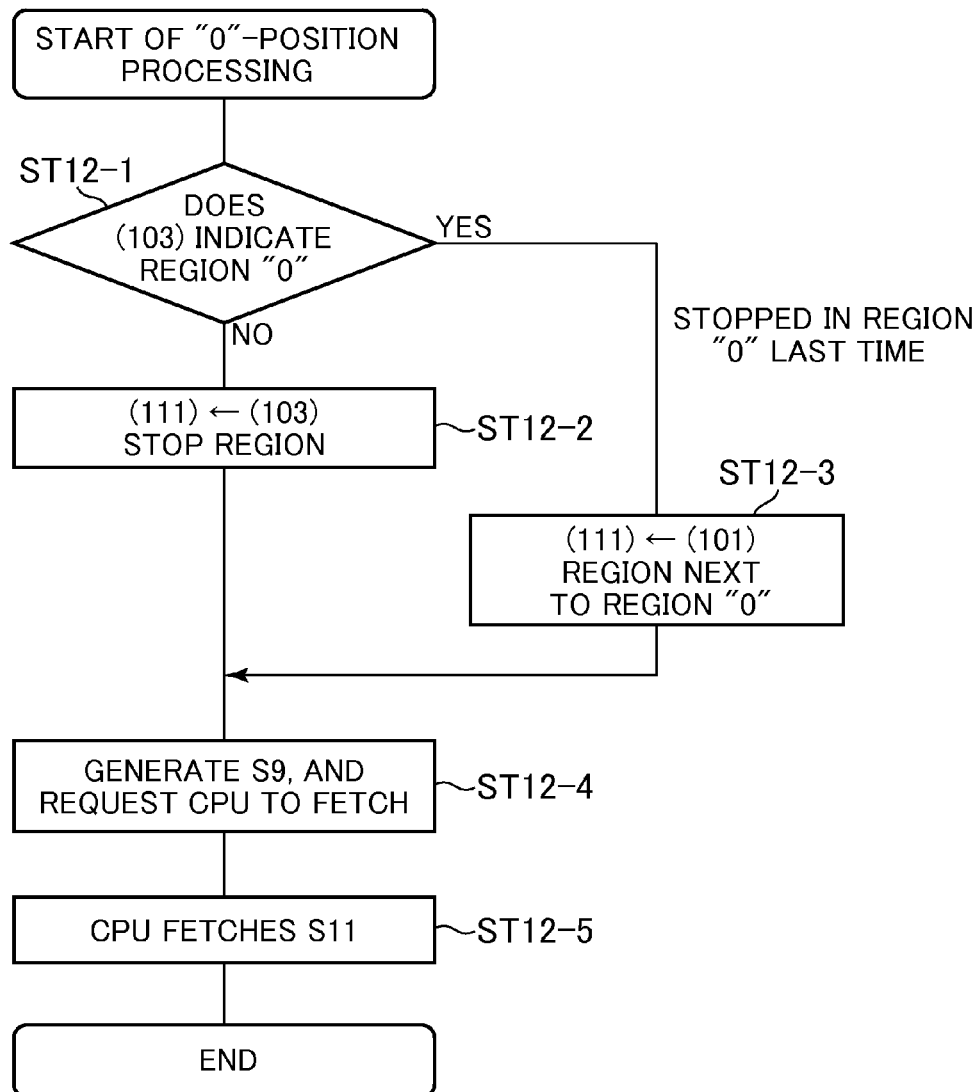 START OF "0"-POSITION
PROCESSING
ST12-1
DOES
(103) INDICATE
REGION "0"
YES
NO
STOPPED IN REGION
"0" LAST TIME
(111) ← (103)
STOP REGION
ST12-2
ST12-3
(111) ← (101)
REGION NEXT
TO REGION "0"
GENERATE S9, AND
REQUEST CPU TO FETCH
ST12-4
CPU FETCHES S11
ST12-5
END